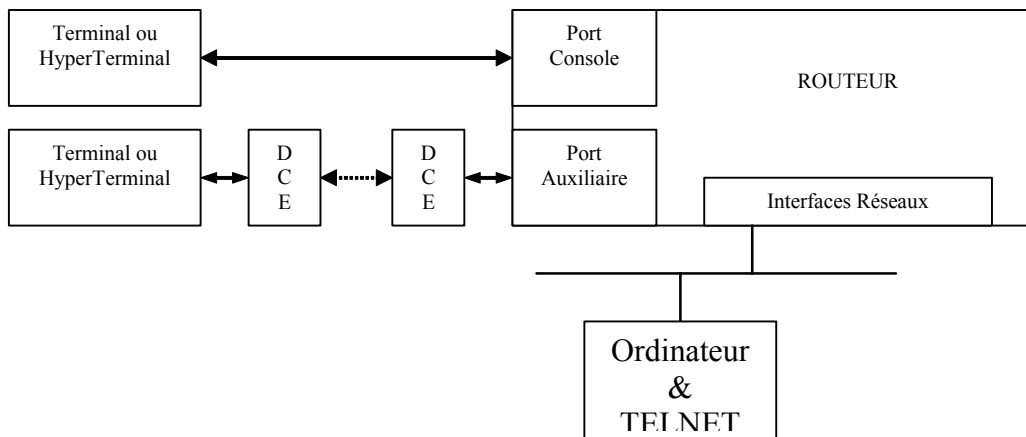 Terminal ou
HyperTerminal
Port
Console
ROUTEUR
Terminal ou
HyperTerminal
D
C
E
D
C
E
Port
Auxiliaire
Interfaces Réseaux
Ordinateur
&
TELNET